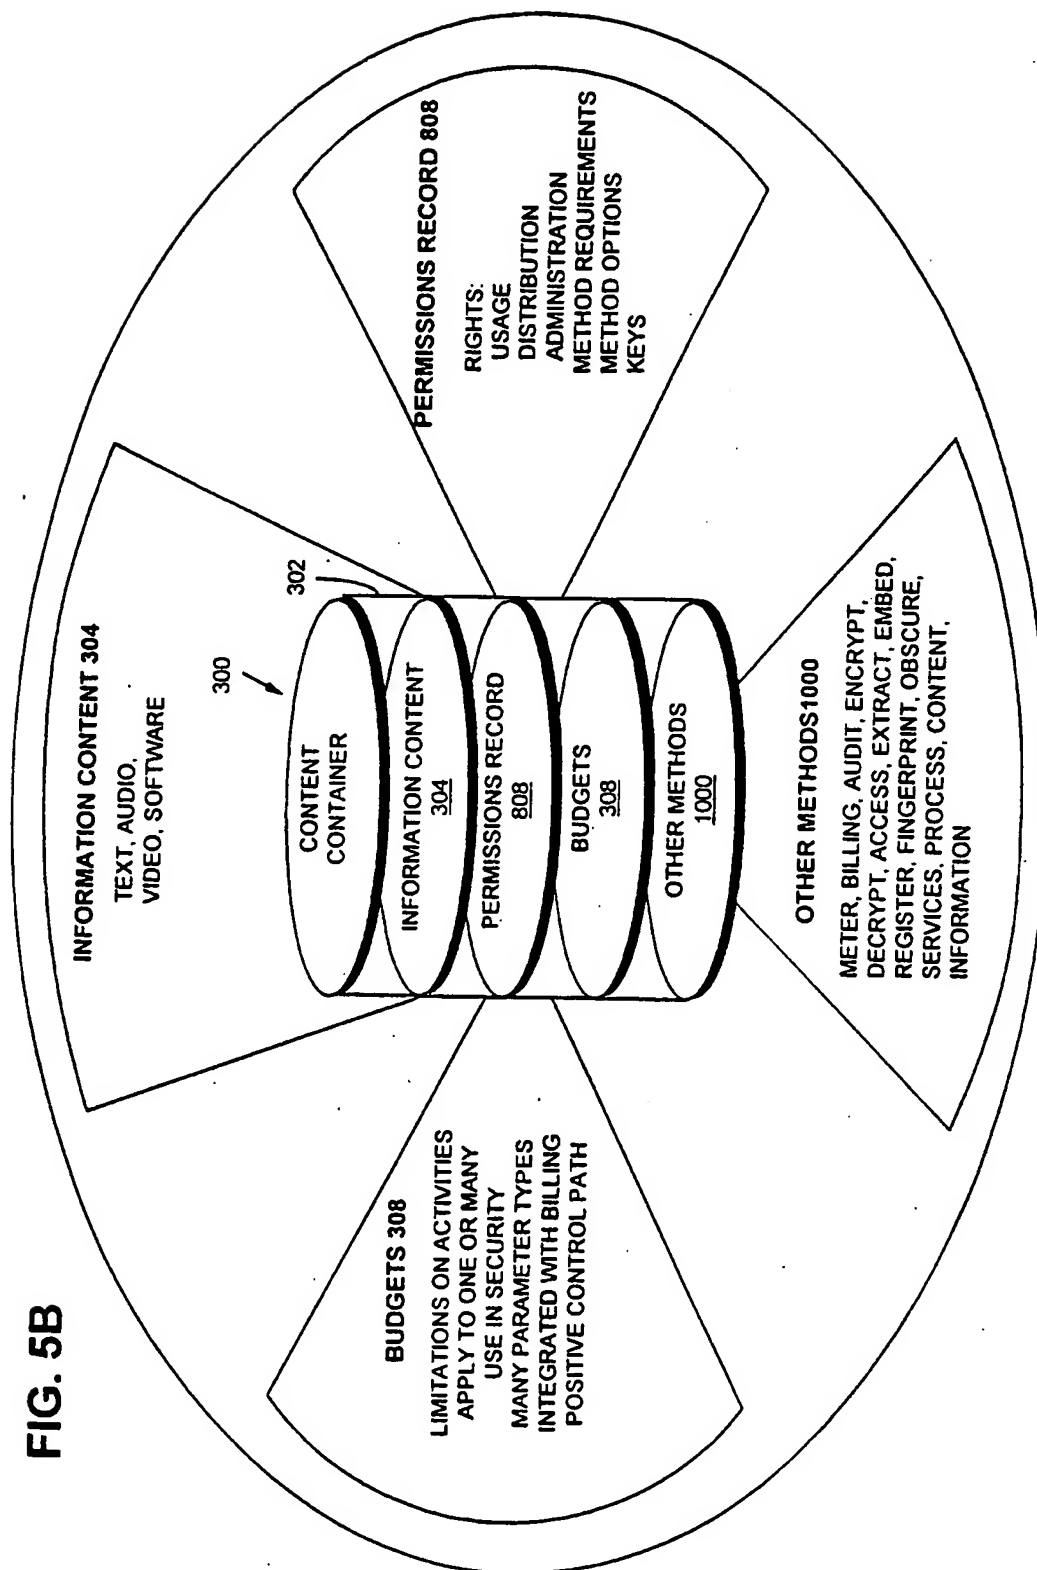 FIG. 5B
INFORMATION CONTENT 304
TEXT, AUDIO,
VIDEO, SOFTWARE
PERMISSIONS RECORD 808
RIGHTS:
USAGE
DISTRIBUTION
ADMINISTRATION
METHOD REQUIREMENTS
METHOD OPTIONS
KEYS
300
302
CONTENT
CONTAINER
INFORMATION CONTENT
304
PERMISSIONS RECORD
808
BUDGETS
308
OTHER METHODS
1000
BUDGETS 308
LIMITATIONS ON ACTIVITIES
APPLY TO ONE OR MANY
USE IN SECURITY
MANY PARAMETER TYPES
INTEGRATED WITH BILLING
POSITIVE CONTROL PATH
OTHER METHODS1000
METER, BILLING, AUDIT, ENCRYPT,
DECRYPT, ACCESS, EXTRACT, EMBED,
REGISTER, FINGERPRINT, OBSCURE,
SERVICES, PROCESS, CONTENT,
INFORMATION